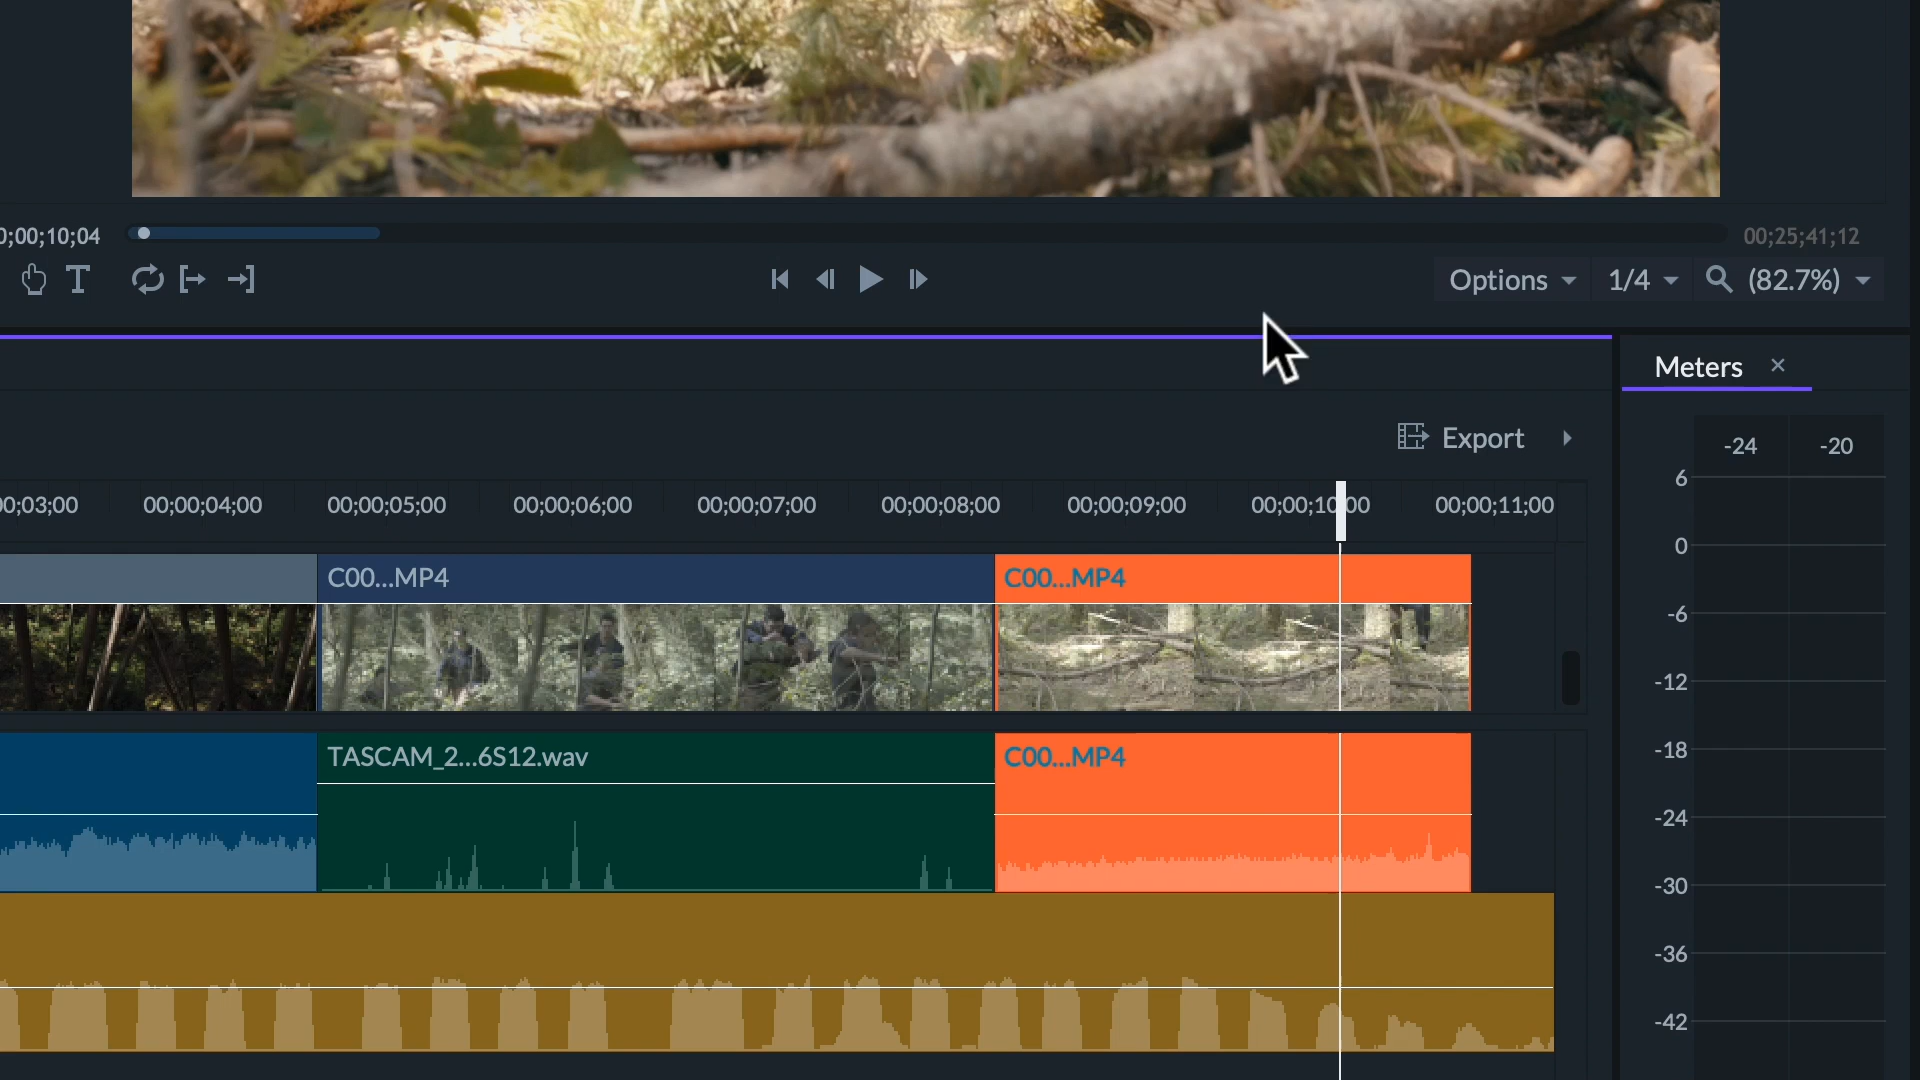 0;00;10;04
00;25;41;12
T
Options 1/4 (82.7%)
Meters
Export
00;03;00 00;00;04;00 00;00;05;00 00;00;06;00 00;00;07;00 00;00;08;00 00;00;09;00 00;00;10;00 00;00;11;00
C00...MP4
C00...MP4
TASCAM_2...6S12.wav
C00...MP4
-24 -20
6
0
-6
-12
-18
-24
-30
-36
-42